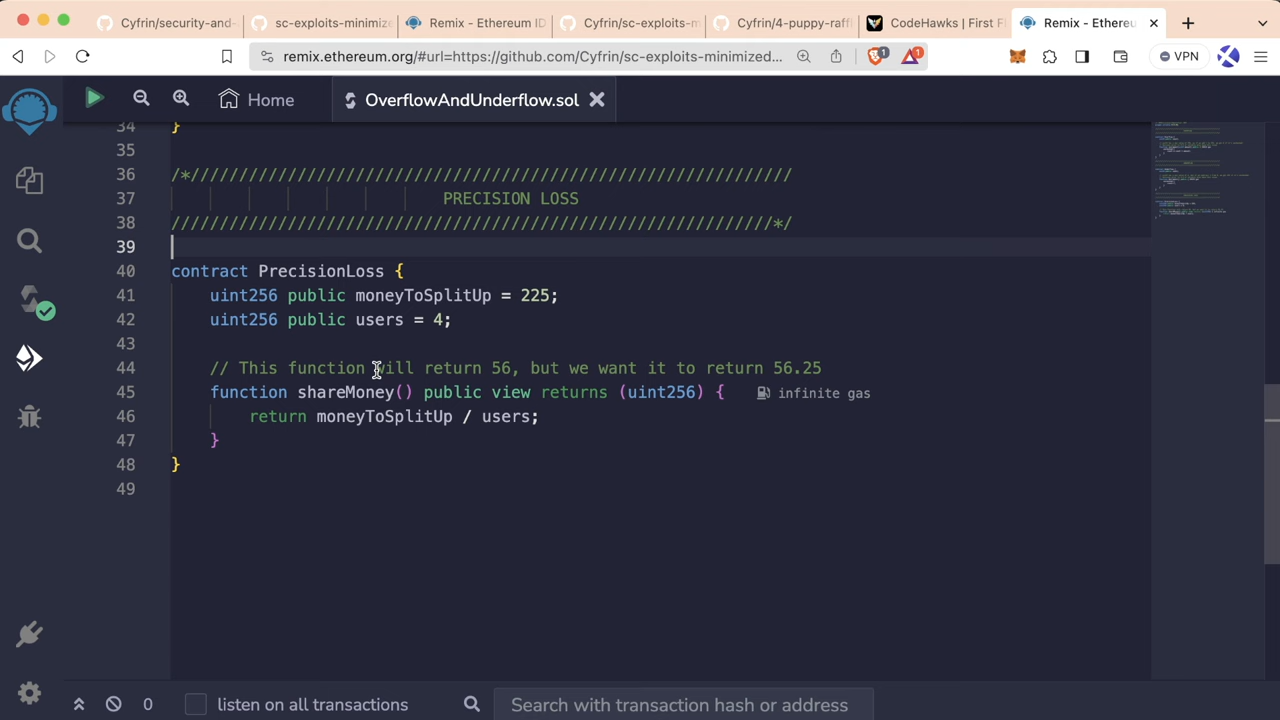 Cyfrin/security-and- sc-exploits-minimize Remix - Ethereum ID Cyfrin/sc-exploits-m Cyfrin/4-puppy-raffl CodeHawks | First Fl Remix - Ethereu
remix.ethereum.org/#url=https://github.com/Cyfrin/sc-exploits-minimized... 1 1 VPN
Home OverflowAndUnderflow.sol
34 }
35
36 /*//////////////////////////////////////////////////////////////
37 PRECISION LOSS
38 //////////////////////////////////////////////////////////////*/
39
40 contract PrecisionLoss {
41 uint256 public moneyToSplitUp = 225;
42 uint256 public users = 4;
43
44 // This function will return 56, but we want it to return 56.25
45 function shareMoney() public view returns (uint256) { infinite gas
46 return moneyToSplitUp / users;
47 }
48 }
49
0 listen on all transactions Search with transaction hash or address